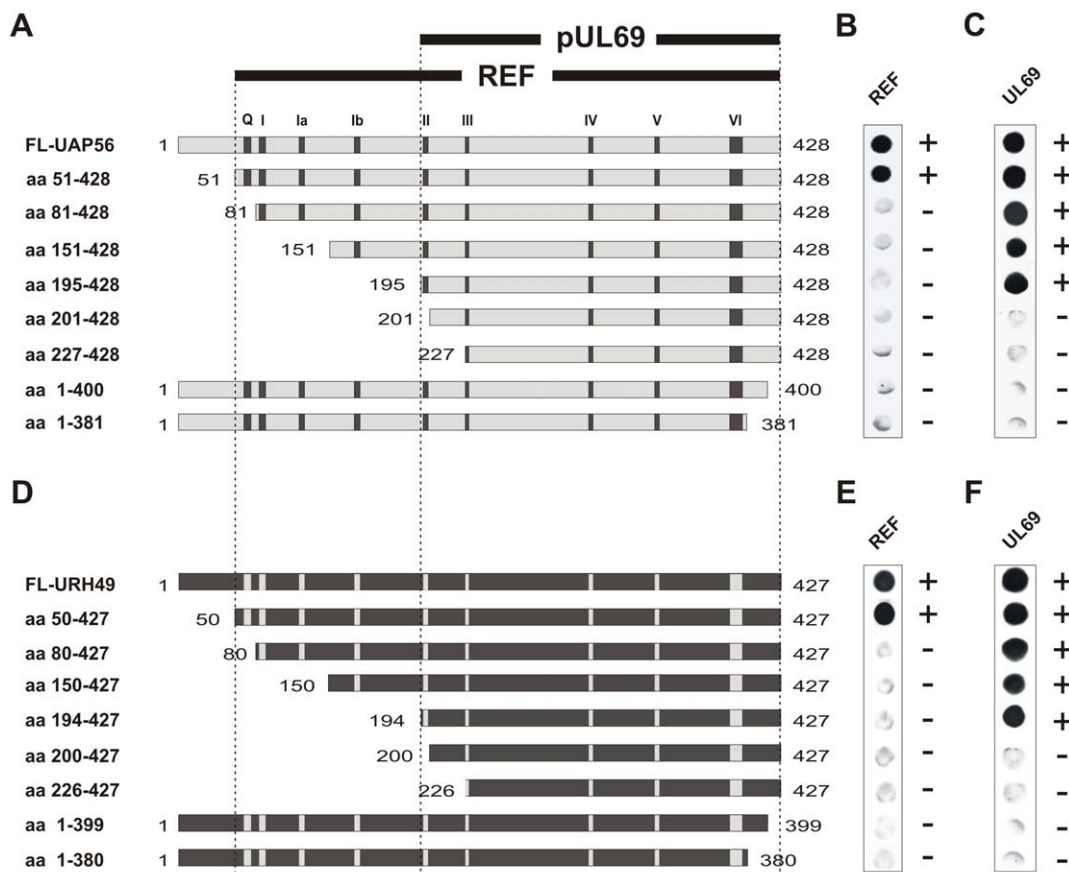 A
B
C
pUL69
REF
REF
UL69
Q I Ia Ib II III IV V VI
FL-UAP56 1 428 + +
aa 51-428 51 428 + +
aa 81-428 81 428 - +
aa 151-428 151 428 - +
aa 195-428 195 428 - +
aa 201-428 201 428 - -
aa 227-428 227 428 - -
aa 1-400 1 400 - -
aa 1-381 1 381 - -
D
E
F
REF
UL69
FL-URH49 1 427 + +
aa 50-427 50 427 + +
aa 80-427 80 427 - +
aa 150-427 150 427 - +
aa 194-427 194 427 - +
aa 200-427 200 427 - -
aa 226-427 226 427 - -
aa 1-399 1 399 - -
aa 1-380 1 380 - -